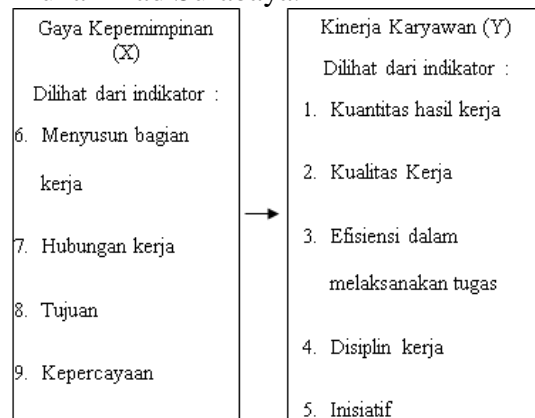 Gaya Kepemimpinan
(X)
Dilihat dari indikator :
6. Menyusun bagian
kerja
7. Hubungan kerja
8. Tujuan
9. Kepercayaan
Kinerja Karyawan (Y)
Dilihat dari indikator :
1. Kuantitas hasil kerja
2. Kualitas Kerja
3. Efisiensi dalam
melaksanakan tugas
4. Disiplin kerja
5. Inisiatif